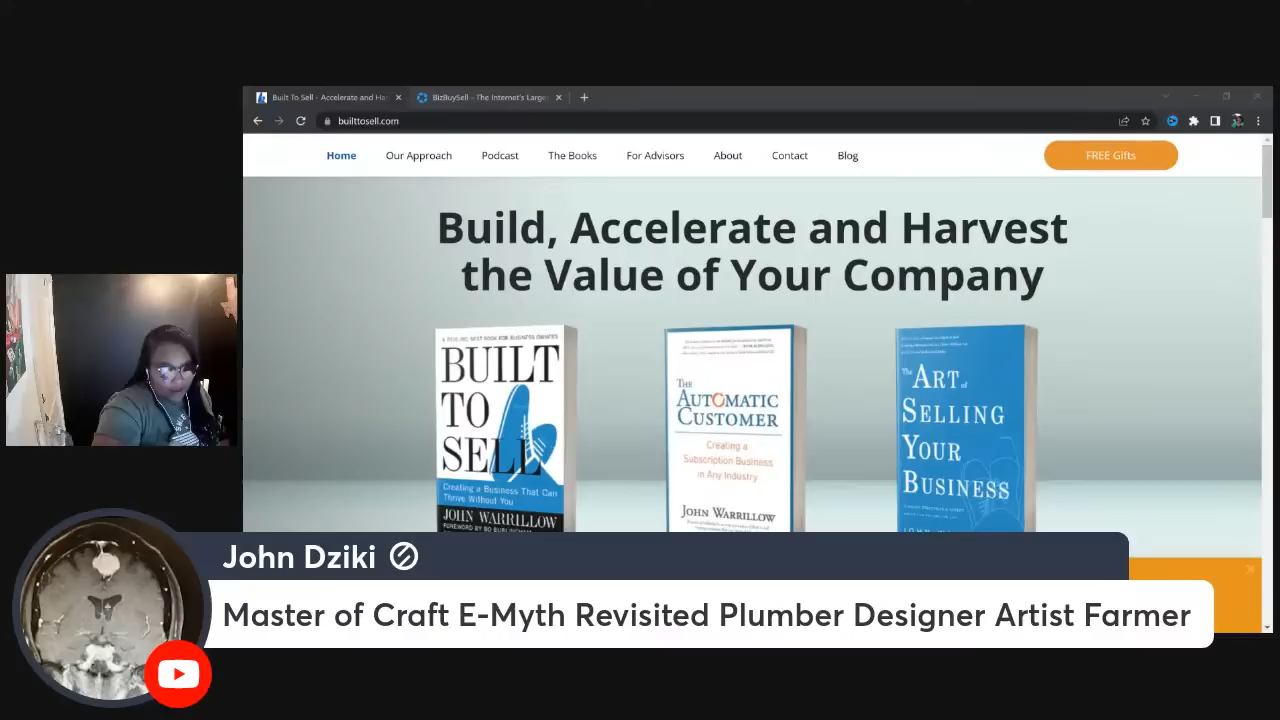 Built To Sell - Accelerate and Har
BizBuySell - The Internet's Large
builttosell.com
Home
Our Approach
Podcast
The Books
For Advisors
About
Contact
Blog
FREE Gifts
Build, Accelerate and Harvest
the Value of Your Company
BUILT
TO
SELL
Creating a Business That Can
Thrive Without You
JOHN WARRILLOW
THE
AUTOMATIC
CUSTOMER
Creating a
Subscription Business
in Any Industry
JOHN WARRILLOW
The
ART of
SELLING
YOUR
BUSINESS
John Dziki
Master of Craft E-Myth Revisited Plumber Designer Artist Farmer